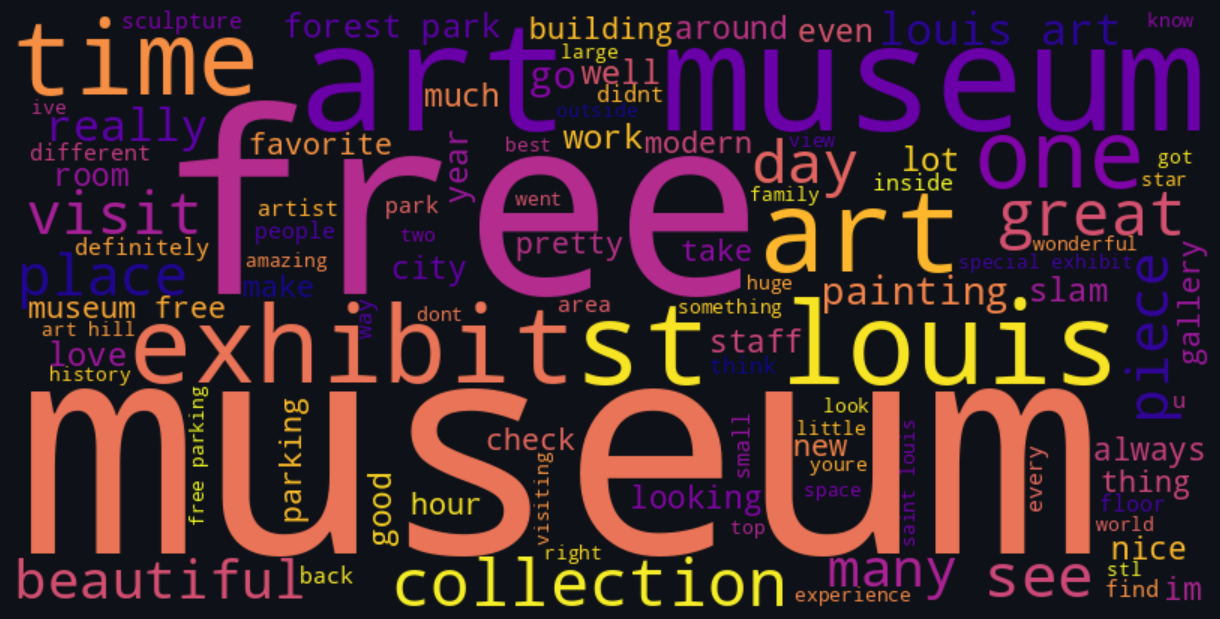 sculpture
forest park
building
around
even
louis art
know
time
art museum
large
go
well
much
didnt
outside
ive
really
favorite
year
work
modern
view
best
different
room
free
day
lot
one
got
inside
star
family
visit
artist
park
went
art
great
definitely
people
two
pretty
take
wonderful
place
amazing
city
special exhibit
make
huge
painting
slam
piece
gallery
museum free
way
dont
area
something
art hill
exhibit
st louis
love
staff
history
think
museum
free parking
parking
check
small
look
little
new
youre
u
saint louis
always
good
hour
visiting
looking
space
every
thing
floor
top
world
right
nice
beautiful
back
collection
many
experience
see
stl
find
im